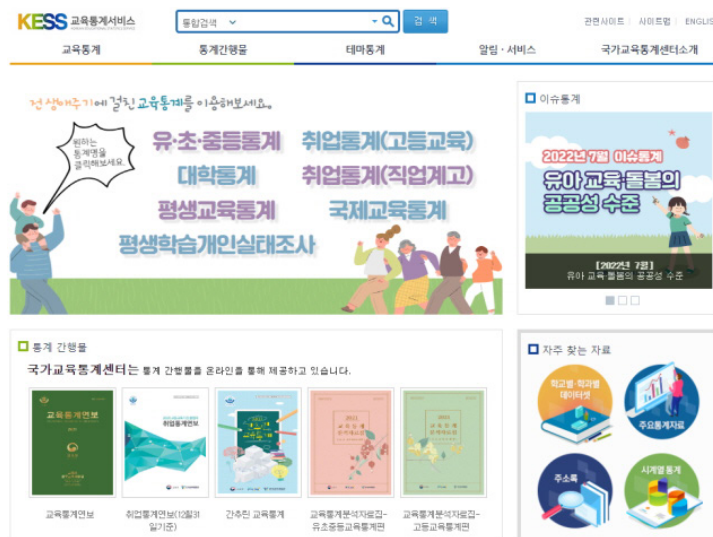 KESS 교육통계서비스
통합검색
검 색
관련사이트 | 사이트맵 | ENGLIS
교육통계
통계간행물
테마통계
알림 · 서비스
국가교육통계센터소개
전 생애주기에 걸친 교육통계를 이용해보세요.
원하는
통계명을
클릭해보세요.
유·초·중등통계
취업통계(고등교육)
대학통계
취업통계(직업계고)
평생교육통계
국제교육통계
평생학습개인실태조사
이슈통계
2022년 7월 이슈통계
유아 교육·돌봄의
공공성 수준
[2022년 7월]
유아 교육·돌봄의 공공성 수준
통계 간행물
국가교육통계센터는 통계 간행물을 온라인을 통해 제공하고 있습니다.
교육통계연보
취업통계연보
간추린
교육통계
2021
교육통계
분석자료집
2021
교육통계
분석자료집
교육통계연보
취업통계연보(12월31
일기준)
간추린 교육통계
교육통계분석자료집-
유초중등교육통계편
교육통계분석자료집-
고등교육통계편
자주 찾는 자료
학교별·학과별
데이터셋
주요통계자료
주소록
시계열통계